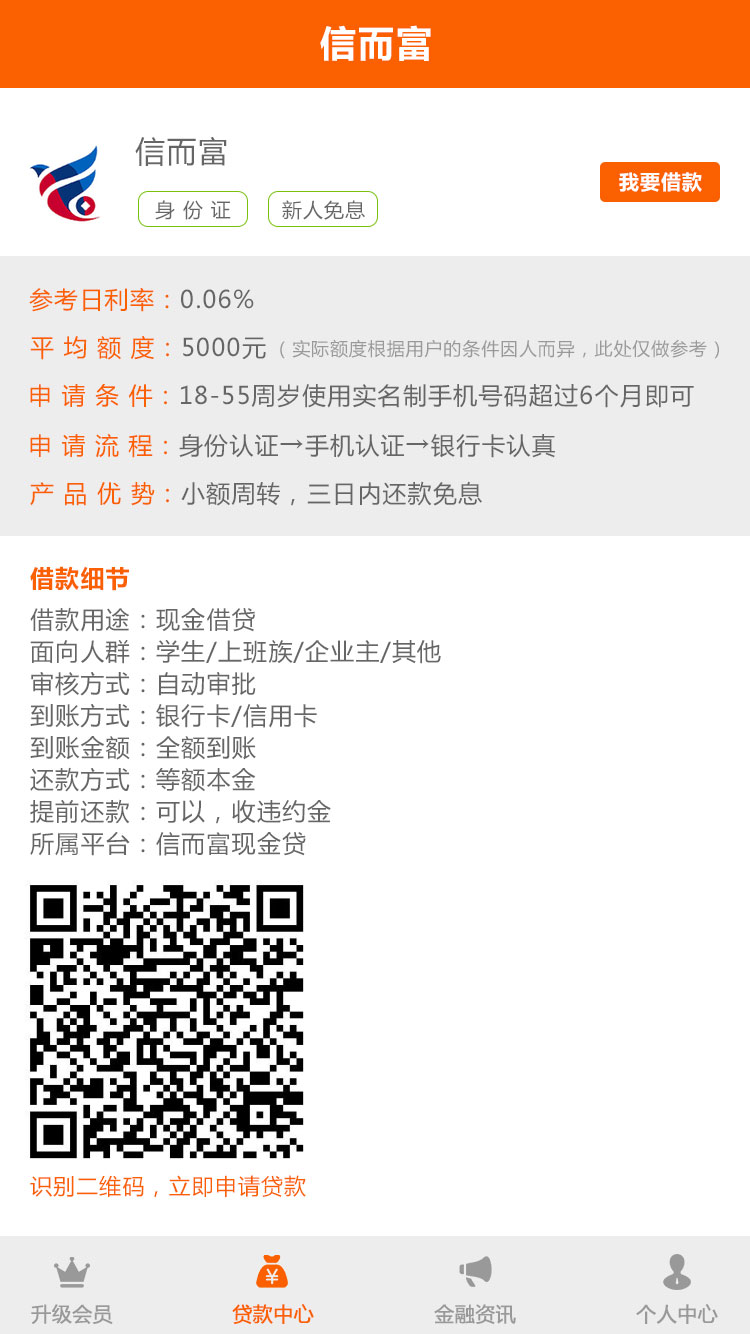 信而富
信而富
身份证 新人免息
我要借款
参考日利率：0.06%
平均额度：5000元（实际额度根据用户的条件因人而异，此处仅做参考）
申请条件：18-55周岁使用实名制手机号码超过6个月即可
申请流程：身份认证→手机认证→银行卡认真
产品优势：小额周转，三日内还款免息
借款细节
借款用途：现金借贷
面向人群：学生/上班族/企业主/其他
审核方式：自动审批
到账方式：银行卡/信用卡
到账金额：全额到账
还款方式：等额本金
提前还款：可以，收违约金
所属平台：信而富现金贷
识别二维码，立即申请贷款
升级会员 贷款中心 金融资讯 个人中心